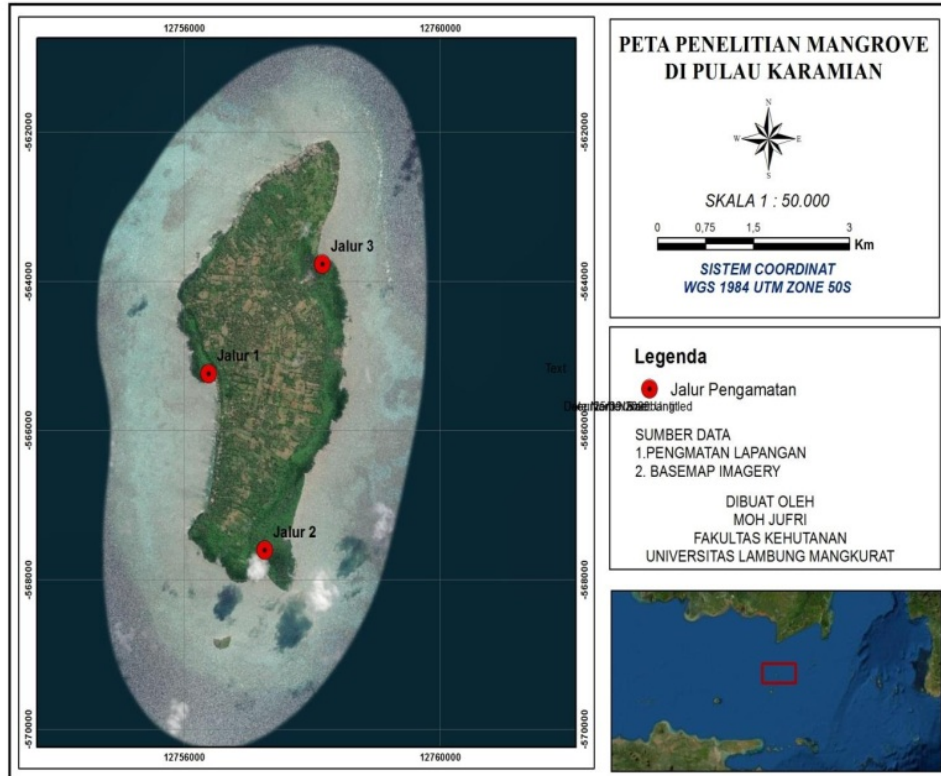 12756000
12760000
-562000
-564000
-566000
-568000
-570000
-562000
-564000
-566000
-568000
-570000
Jalur 3
Jalur 1
Jalur 2
Text
12756000
12760000
PETA PENELITIAN MANGROVE
DI PULAU KARAMIAN
N
W
E
S
SKALA 1 : 50.000
0
0,75
1,5
3
Km
SISTEM COORDINAT
WGS 1984 UTM ZONE 50S
Legenda
Jalur Pengamatan
SUMBER DATA
1.PENGMATAN LAPANGAN
2. BASEMAP IMAGERY
DIBUAT OLEH
MOH JUFRI
FAKULTAS KEHUTANAN
UNIVERSITAS LAMBUNG MANGKURAT